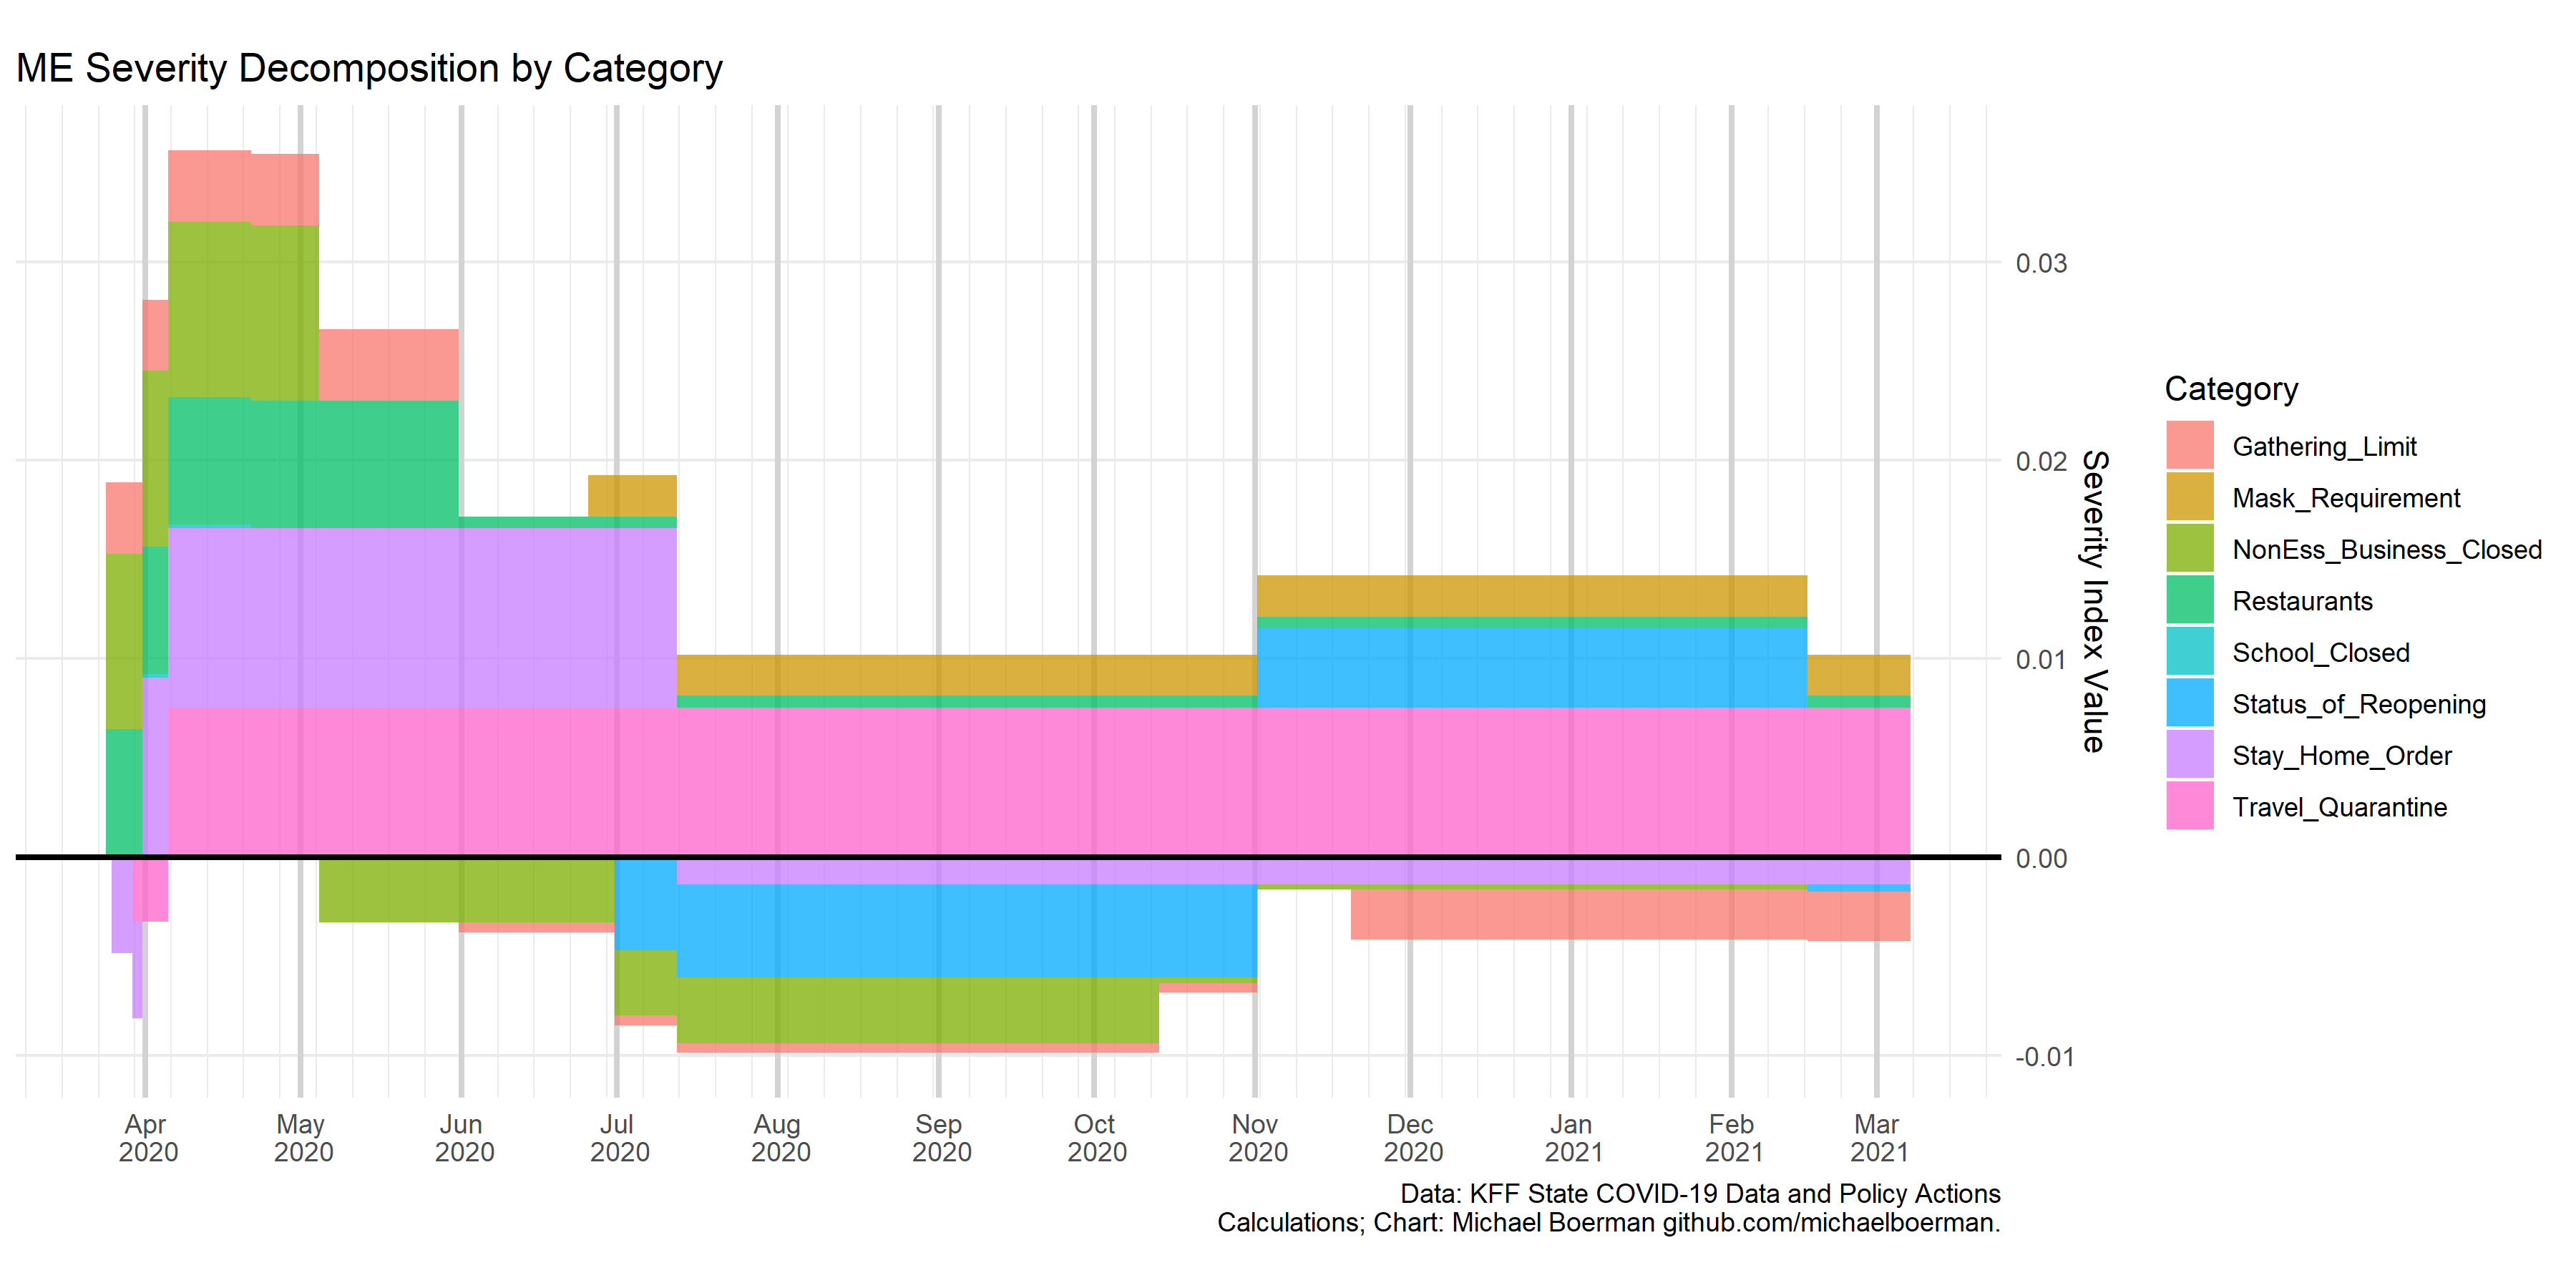 ME Severity Decomposition by Category
0.03
0.02
0.01
0.00
-0.01
Severity Index Value
Apr 2020
May 2020
Jun 2020
Jul 2020
Aug 2020
Sep 2020
Oct 2020
Nov 2020
Dec 2020
Jan 2021
Feb 2021
Mar 2021
Category
Gathering_Limit
Mask_Requirement
NonEss_Business_Closed
Restaurants
School_Closed
Status_of_Reopening
Stay_Home_Order
Travel_Quarantine
Data: KFF State COVID-19 Data and Policy Actions
Calculations; Chart: Michael Boerman github.com/michaelboerman.